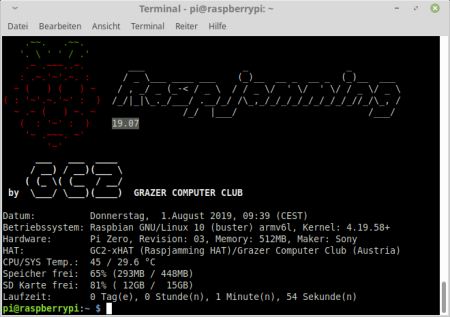 Terminal - pi@raspberrypi: ~
Datei Bearbeiten Ansicht Terminal Reiter Hilfe
19.07
GC2
by GRAZER COMPUTER CLUB
Datum: Donnerstag, 1.August 2019, 09:39 (CEST)
Betriebssystem: Raspbian GNU/Linux 10 (buster) armv6l, Kernel: 4.19.58+
Hardware: Pi Zero, Revision: 03, Memory: 512MB, Maker: Sony
HAT: GC2-xHAT (Raspjamming HAT)/Grazer Computer Club (Austria)
CPU/SYS Temp.: 45 / 29.6 °C
Speicher frei: 65% (293MB / 448MB)
SD Karte frei: 81% ( 12GB / 15GB)
Laufzeit: 0 Tag(e), 0 Stunde(n), 1 Minute(n), 54 Sekunde(n)
pi@raspberrypi:~ $